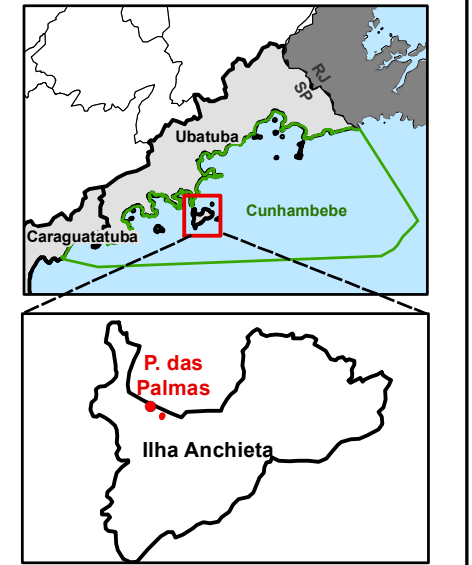 RJ
SP
Ubatuba
Cunhambebe
Caraguatatuba
P. das
Palmas
Ilha Anchieta